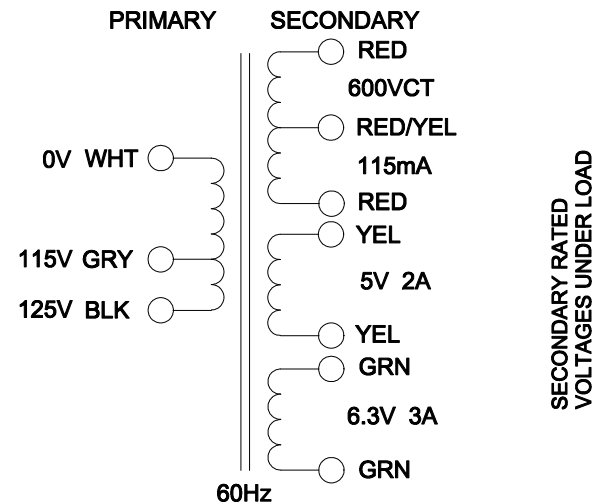 PRIMARY
SECONDARY
RED
600VCT
RED/YEL
0V WHT
115mA
RED
YEL
115V GRY
5V 2A
125V BLK
YEL
GRN
6.3V 3A
GRN
60Hz
SECONDARY RATED
VOLTAGES UNDER LOAD